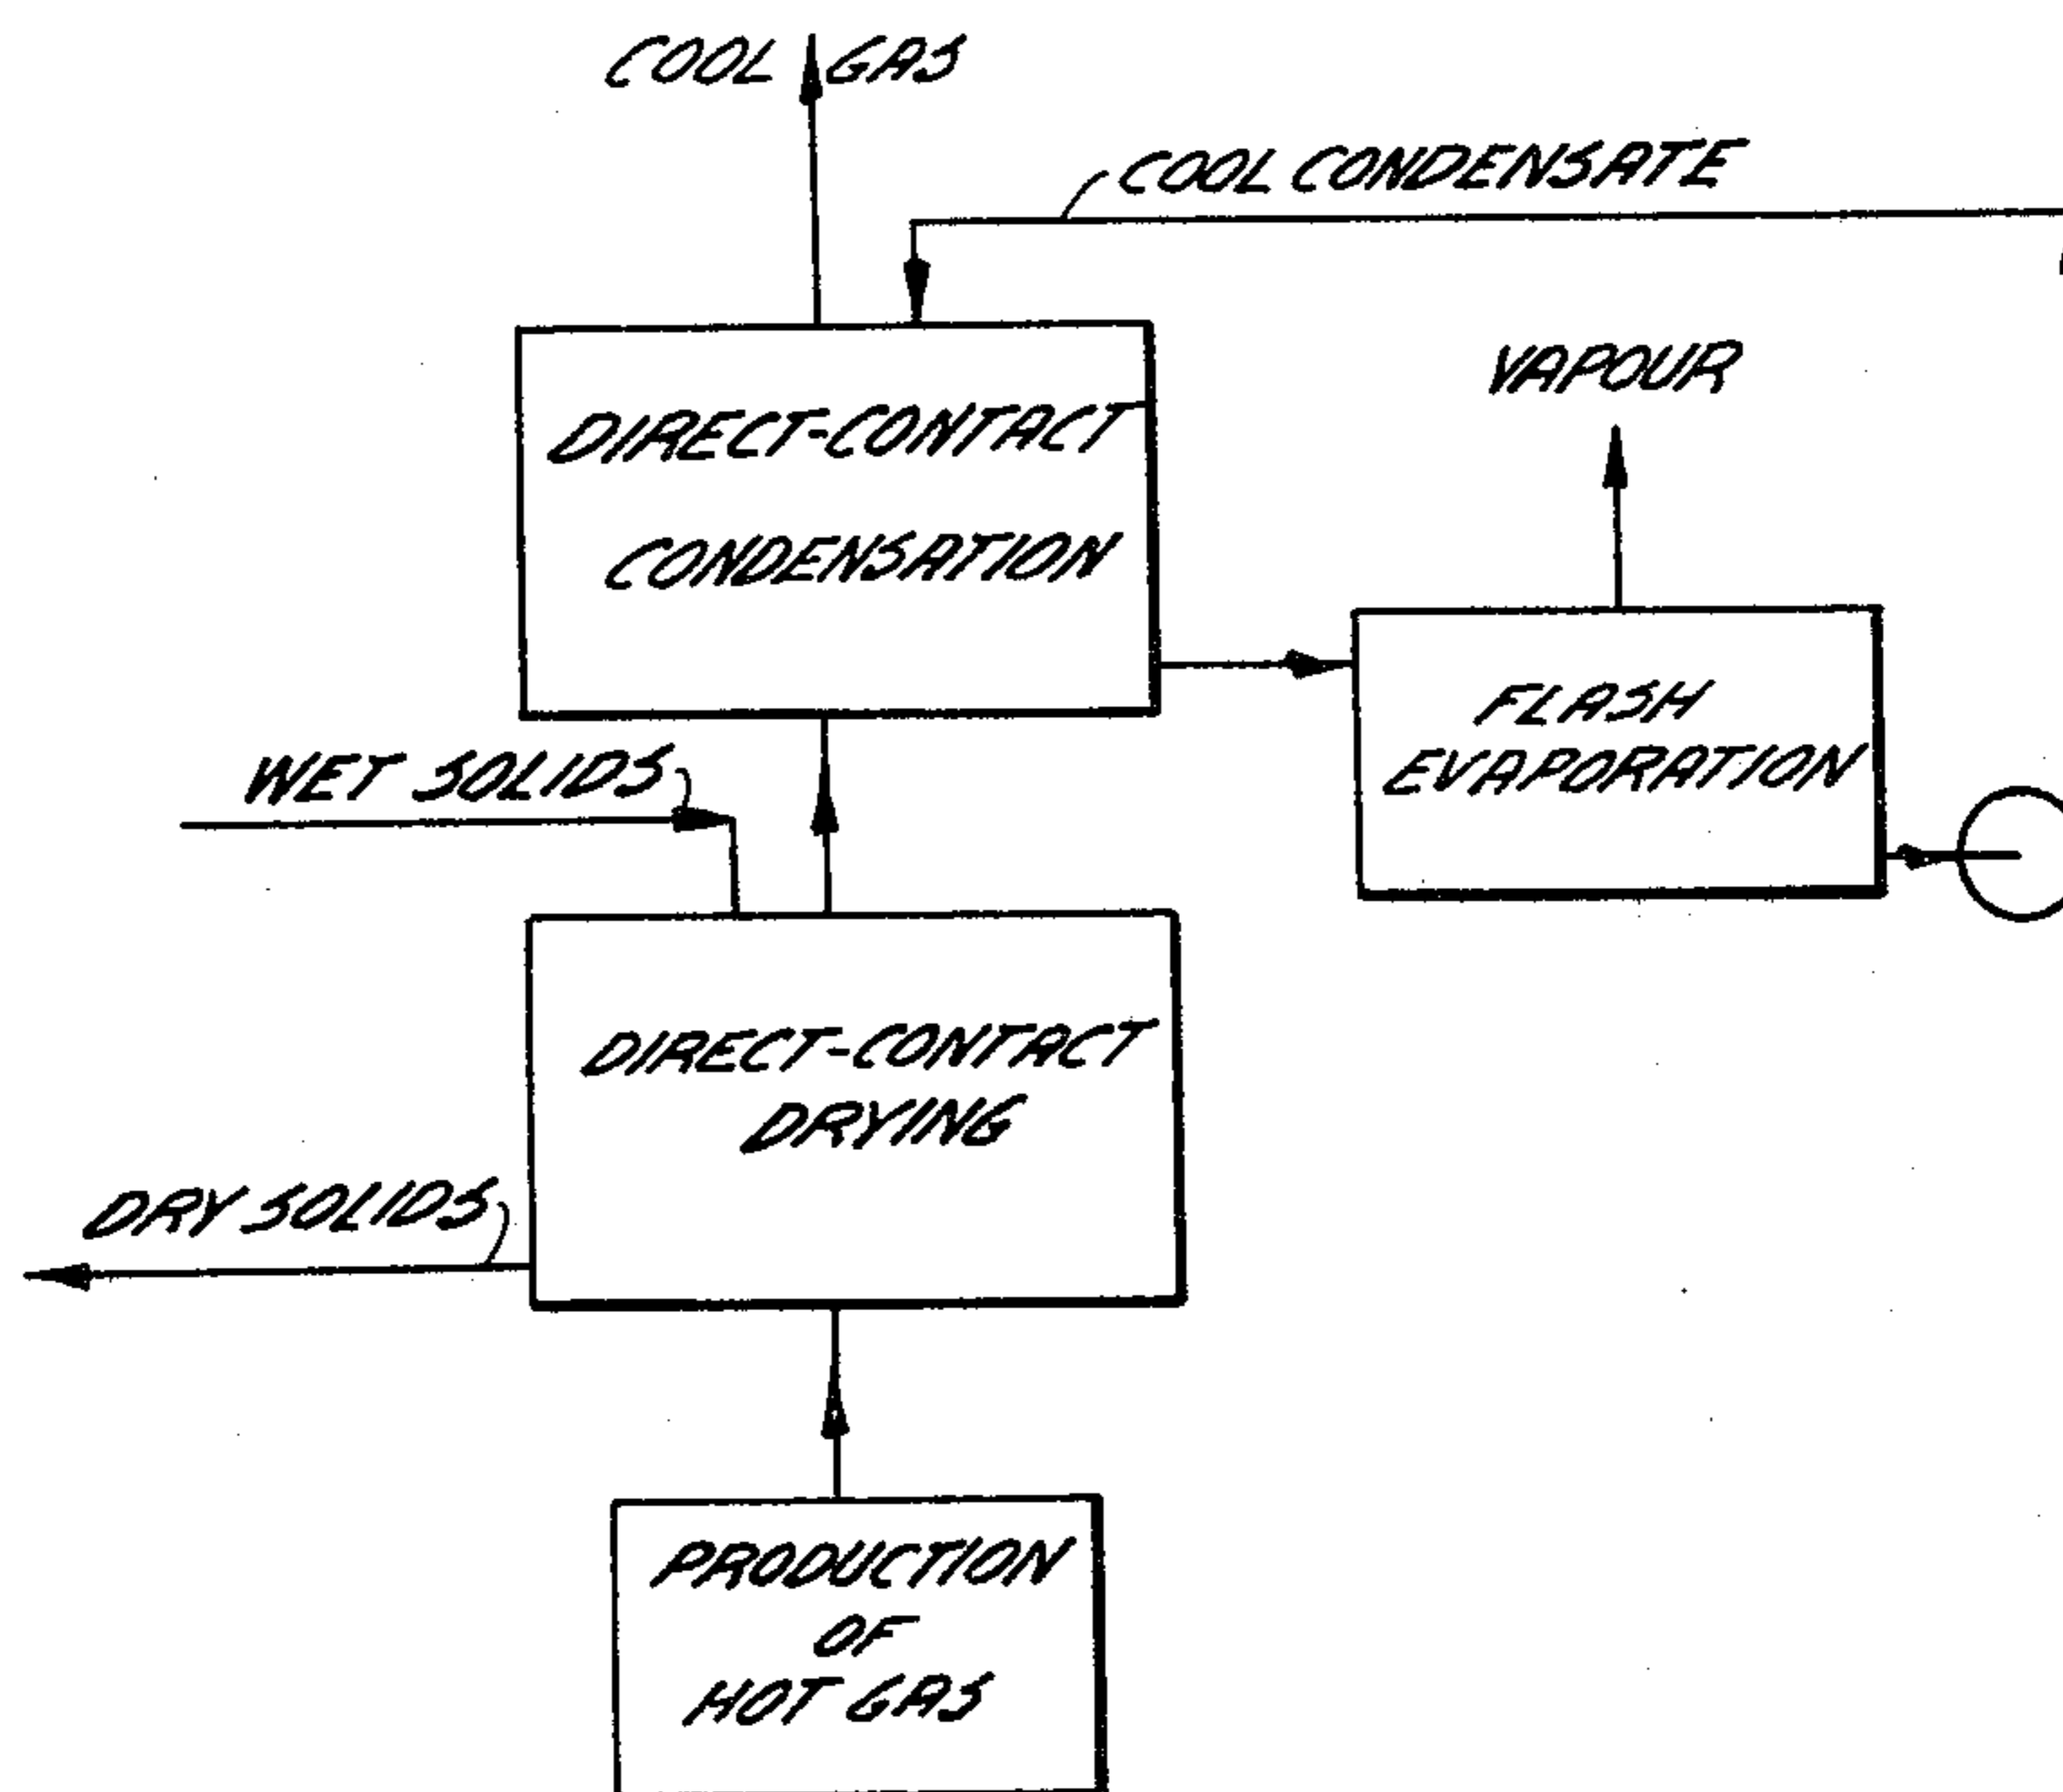 COOL GAS
COOL CONDENSATE
VAPOUR
DIRECT-CONTACT
CONDENSATION
FLASH
EVAPORATION
WET SOLIDS
DIRECT-CONTACT
DRYING
DRY SOLIDS
PRODUCTION
OF
HOT GAS